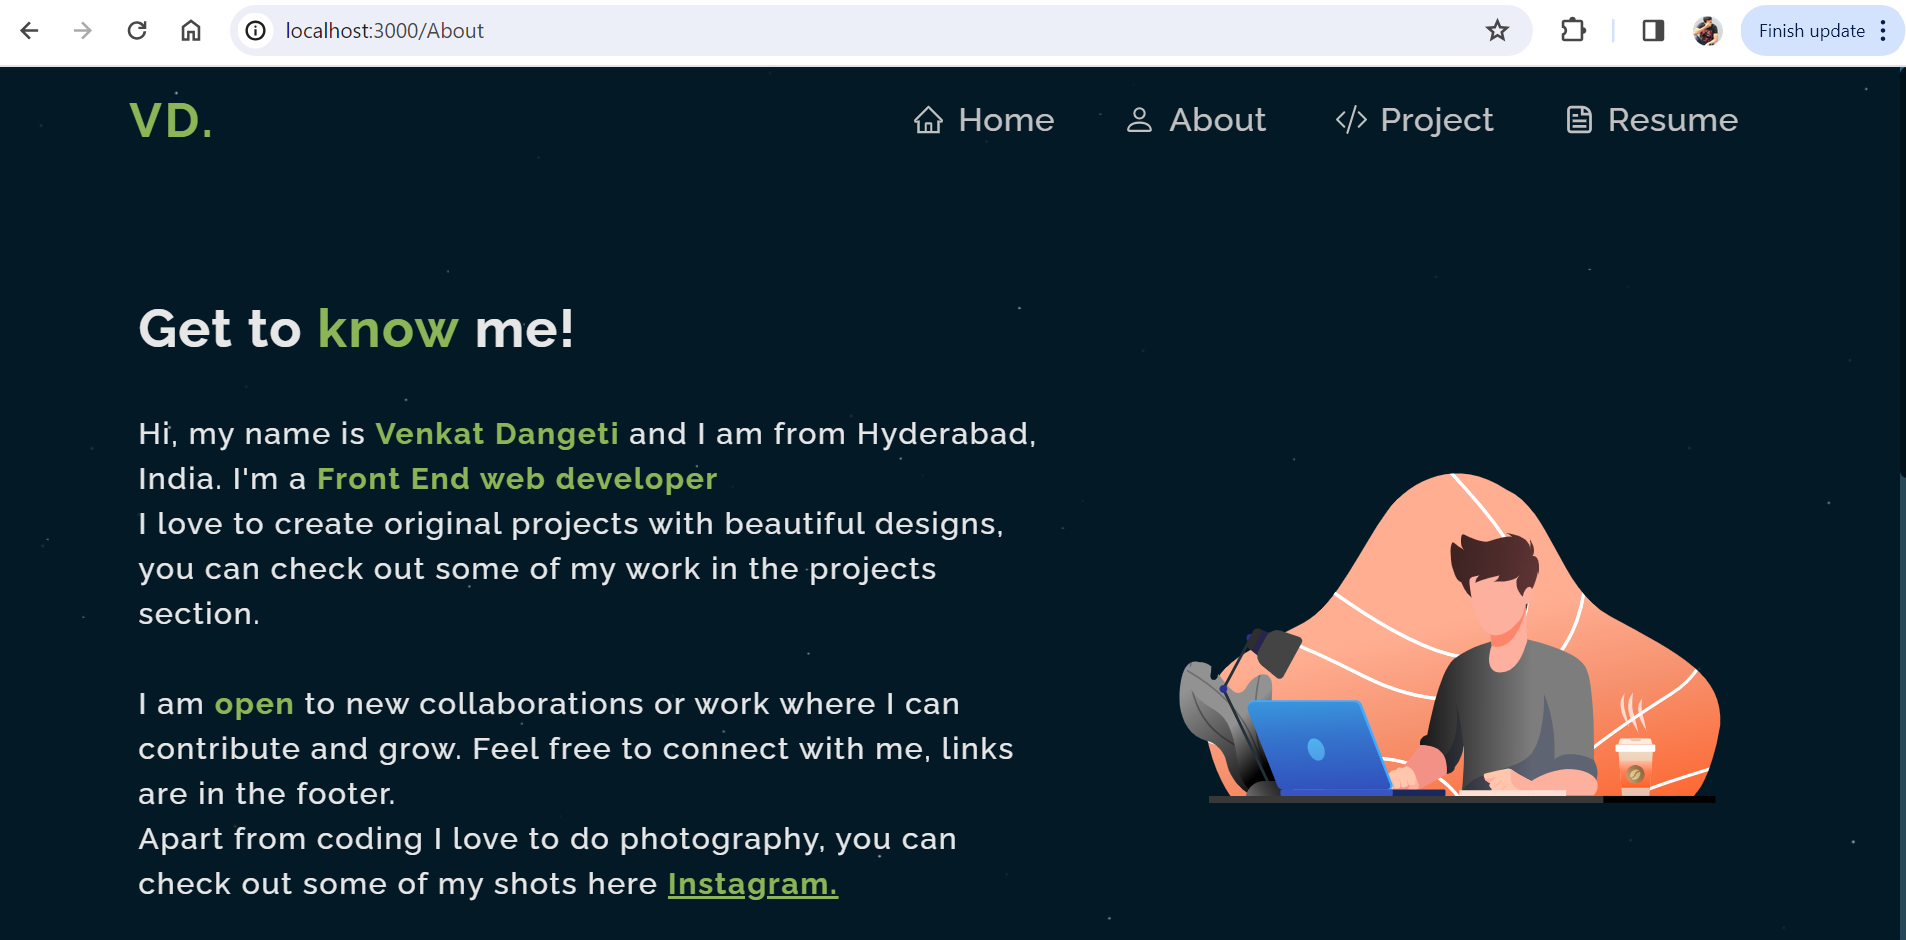 localhost:3000/About
Finish update
VD.
Home About Project Resume
Get to know me!
Hi, my name is Venkat Dangeti and I am from Hyderabad,
India. I'm a Front End web developer
I love to create original projects with beautiful designs,
you can check out some of my work in the projects
section.
I am open to new collaborations or work where I can
contribute and grow. Feel free to connect with me, links
are in the footer.
Apart from coding I love to do photography, you can
check out some of my shots here Instagram.